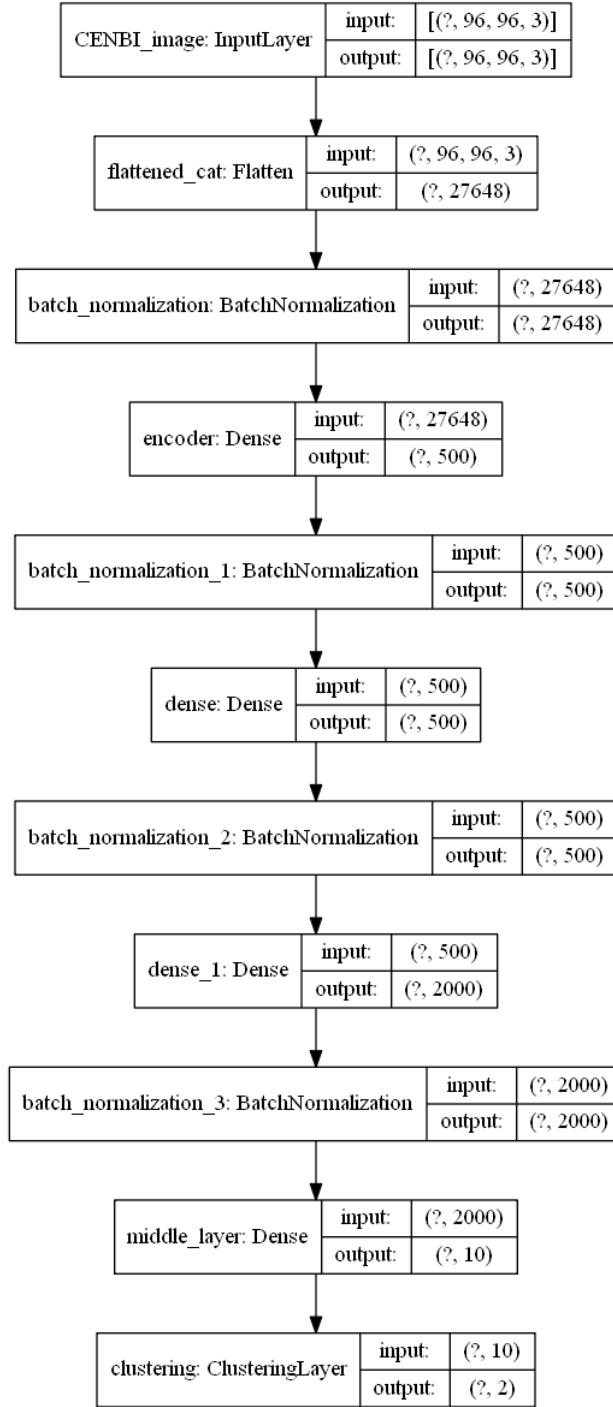 CENBI_image: InputLayer
input: [(?, 96, 96, 3)]
output: [(?, 96, 96, 3)]
flattened_cat: Flatten
input: (?, 96, 96, 3)
output: (?, 27648)
batch_normalization: BatchNormalization
input: (?, 27648)
output: (?, 27648)
encoder: Dense
input: (?, 27648)
output: (?, 500)
batch_normalization_1: BatchNormalization
input: (?, 500)
output: (?, 500)
dense: Dense
input: (?, 500)
output: (?, 500)
batch_normalization_2: BatchNormalization
input: (?, 500)
output: (?, 500)
dense_1: Dense
input: (?, 500)
output: (?, 2000)
batch_normalization_3: BatchNormalization
input: (?, 2000)
output: (?, 2000)
middle_layer: Dense
input: (?, 2000)
output: (?, 10)
clustering: ClusteringLayer
input: (?, 10)
output: (?, 2)